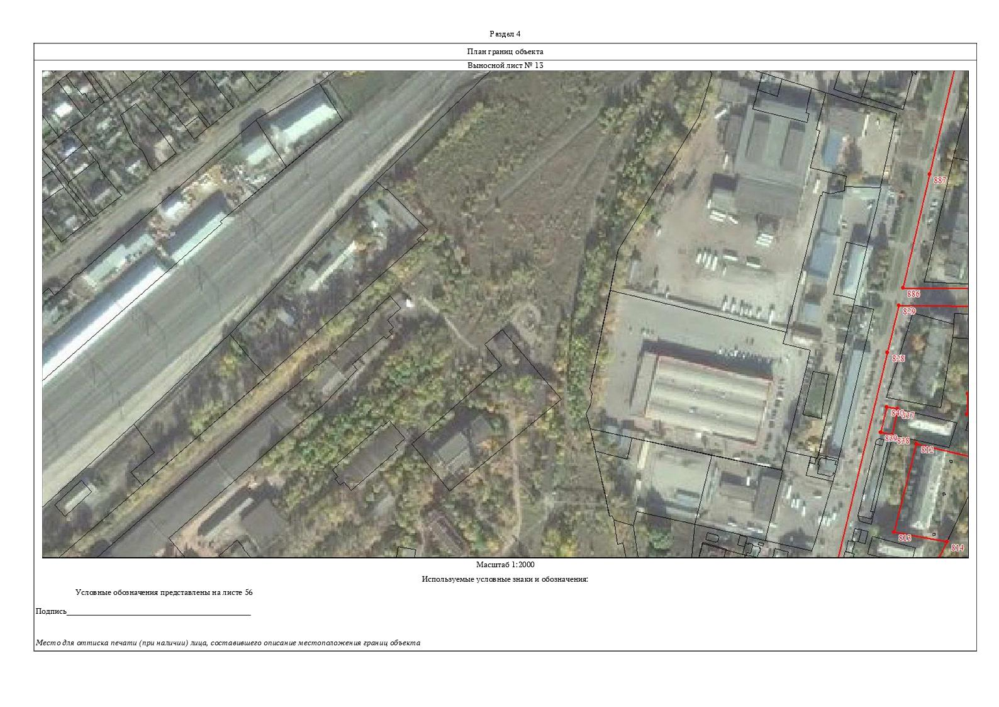 Раздел 4
План границ объекта
Выносной лист № 13
887
886
829
828
840
837
839
838
812
813
814
Масштаб 1:2000
Используемые условные знаки и обозначения:
Условные обозначения представлены на листе 56
Подпись
Место для оттиска печати (при наличии) лица, составившего описание местоположения границ объекта